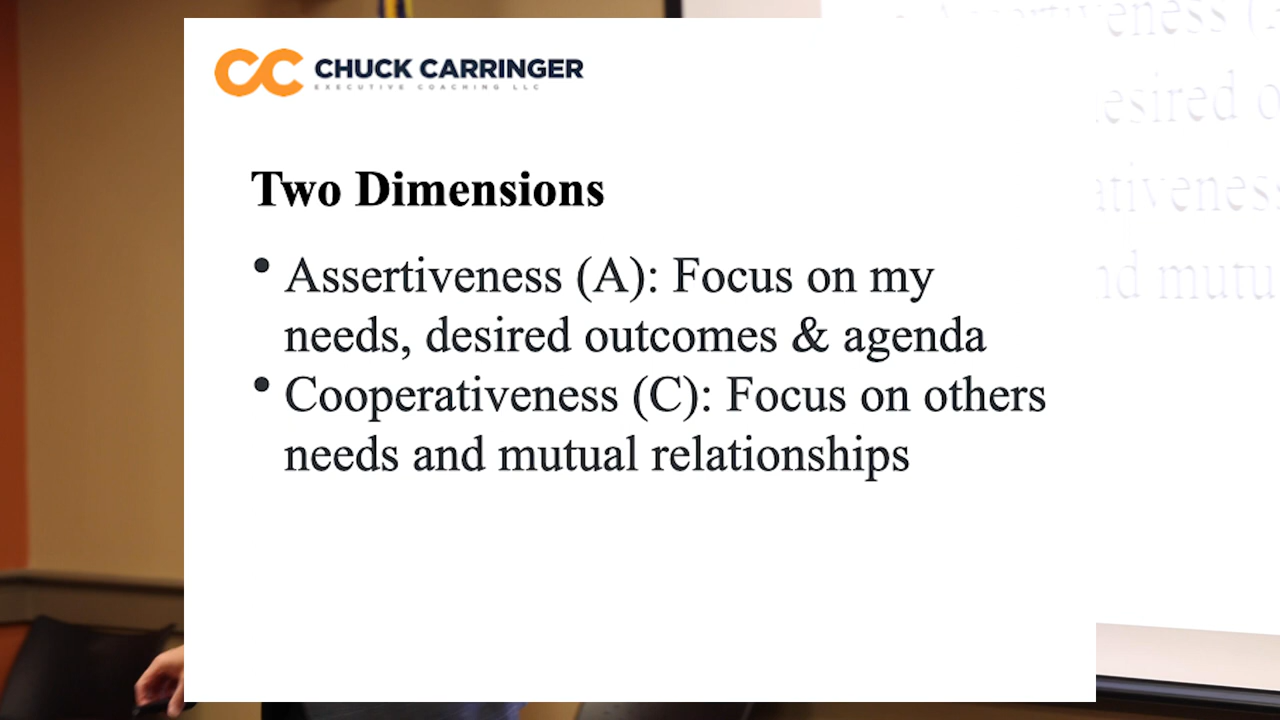 CHUCK CARRINGER
EXECUTIVE COACHING LLC
Two Dimensions
• Assertiveness (A): Focus on my
needs, desired outcomes & agenda
• Cooperativeness (C): Focus on others
needs and mutual relationships